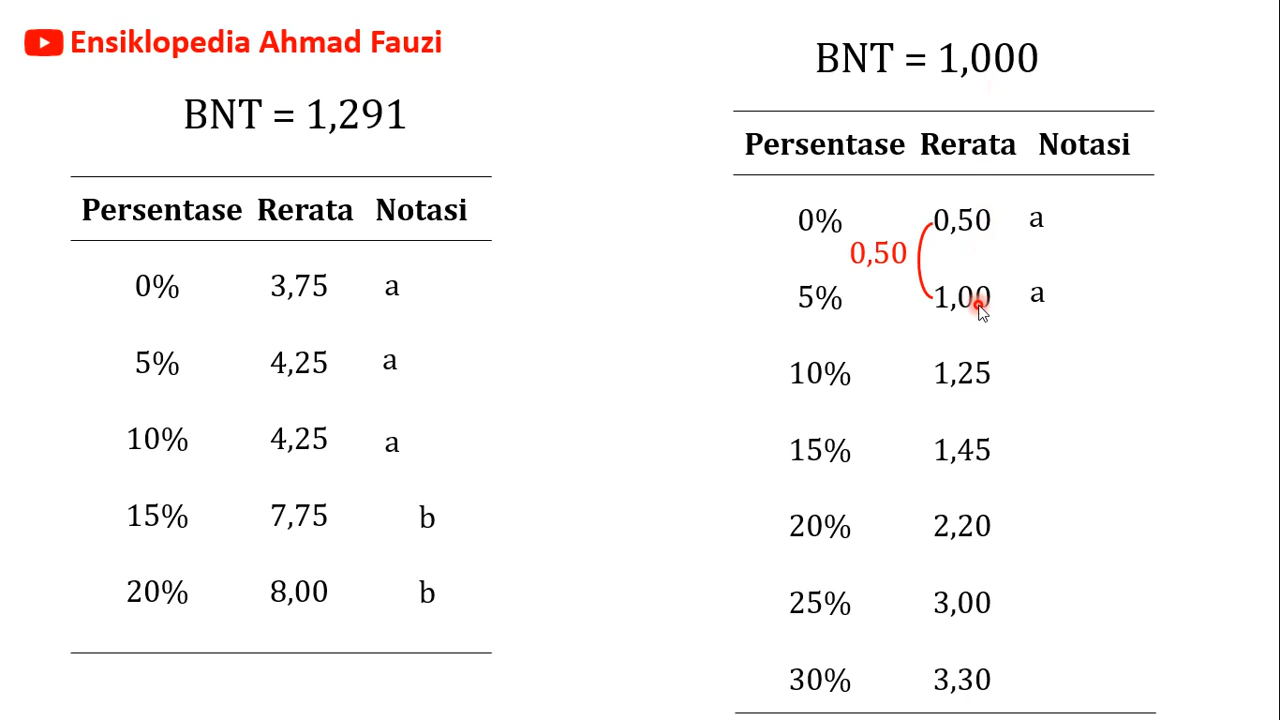 Ensiklopedia Ahmad Fauzi
BNT = 1,291
Persentase Rerata Notasi
0% 3,75 a
5% 4,25 a
10% 4,25 a
15% 7,75 b
20% 8,00 b
BNT = 1,000
Persentase Rerata Notasi
0% 0,50 a
0,50
5% 1,00 a
10% 1,25
15% 1,45
20% 2,20
25% 3,00
30% 3,30